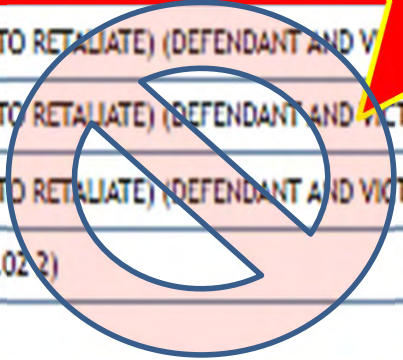 TO RETALIATE) (DEFENDANT AND V
TO RETALIATE) (DEFENDANT AND VICT
TO RETALIATE) (DEFENDANT AND VICT
.02 2)